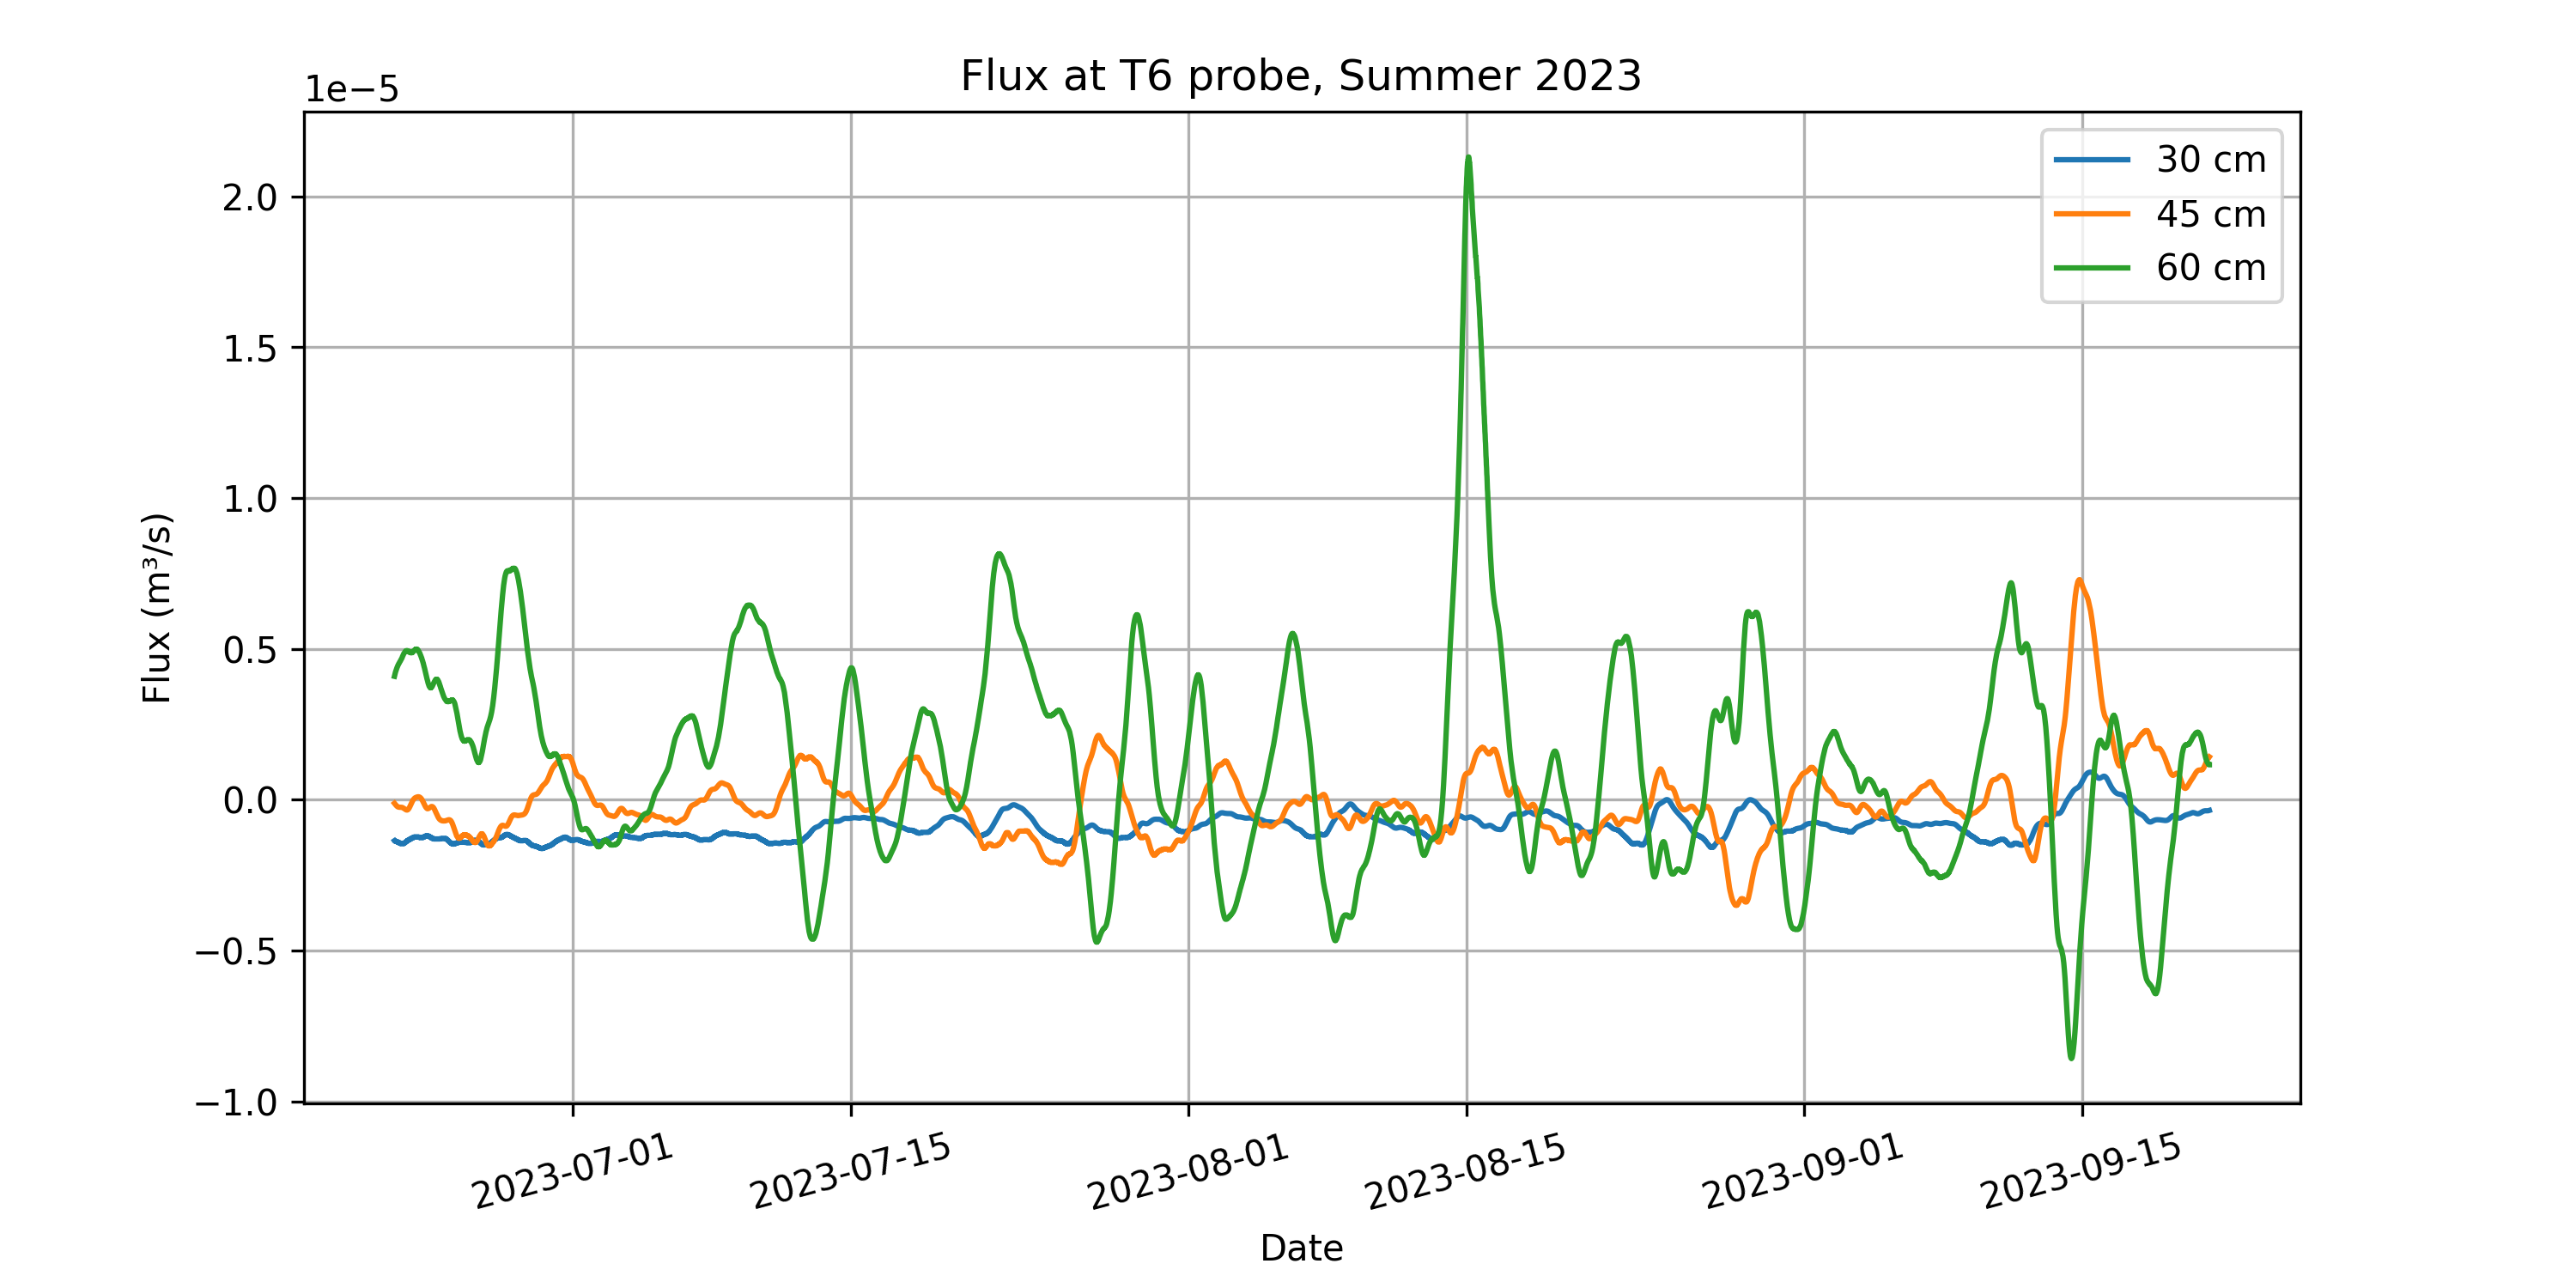 Flux at T6 probe, Summer 2023
1e−5
30 cm
45 cm
60 cm
2.0
1.5
1.0
0.5
0.0
−0.5
−1.0
Flux (m³/s)
2023-07-01
2023-07-15
2023-08-01
2023-08-15
2023-09-01
2023-09-15
Date